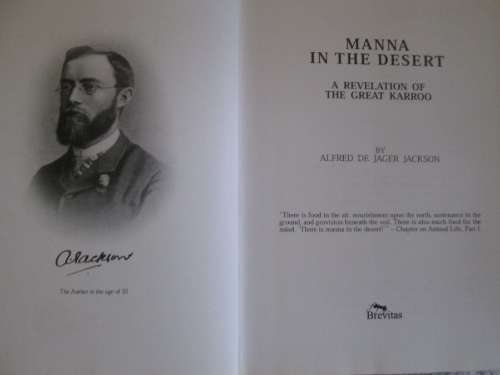 A Jackson
The Author at the age of
MANNA
IN THE DESERT
A REVELATION OF
THE GREAT KARROO
BY
ALFRED DE JAGER JACKSON
"There is food in the air, nourishment upon the earth, sustenance in the
ground, and provision beneath the soil. There is also much food for the
mind. 'There is manna in the desert!' " – Chapter on Animal Life, Part I.
Brevitas